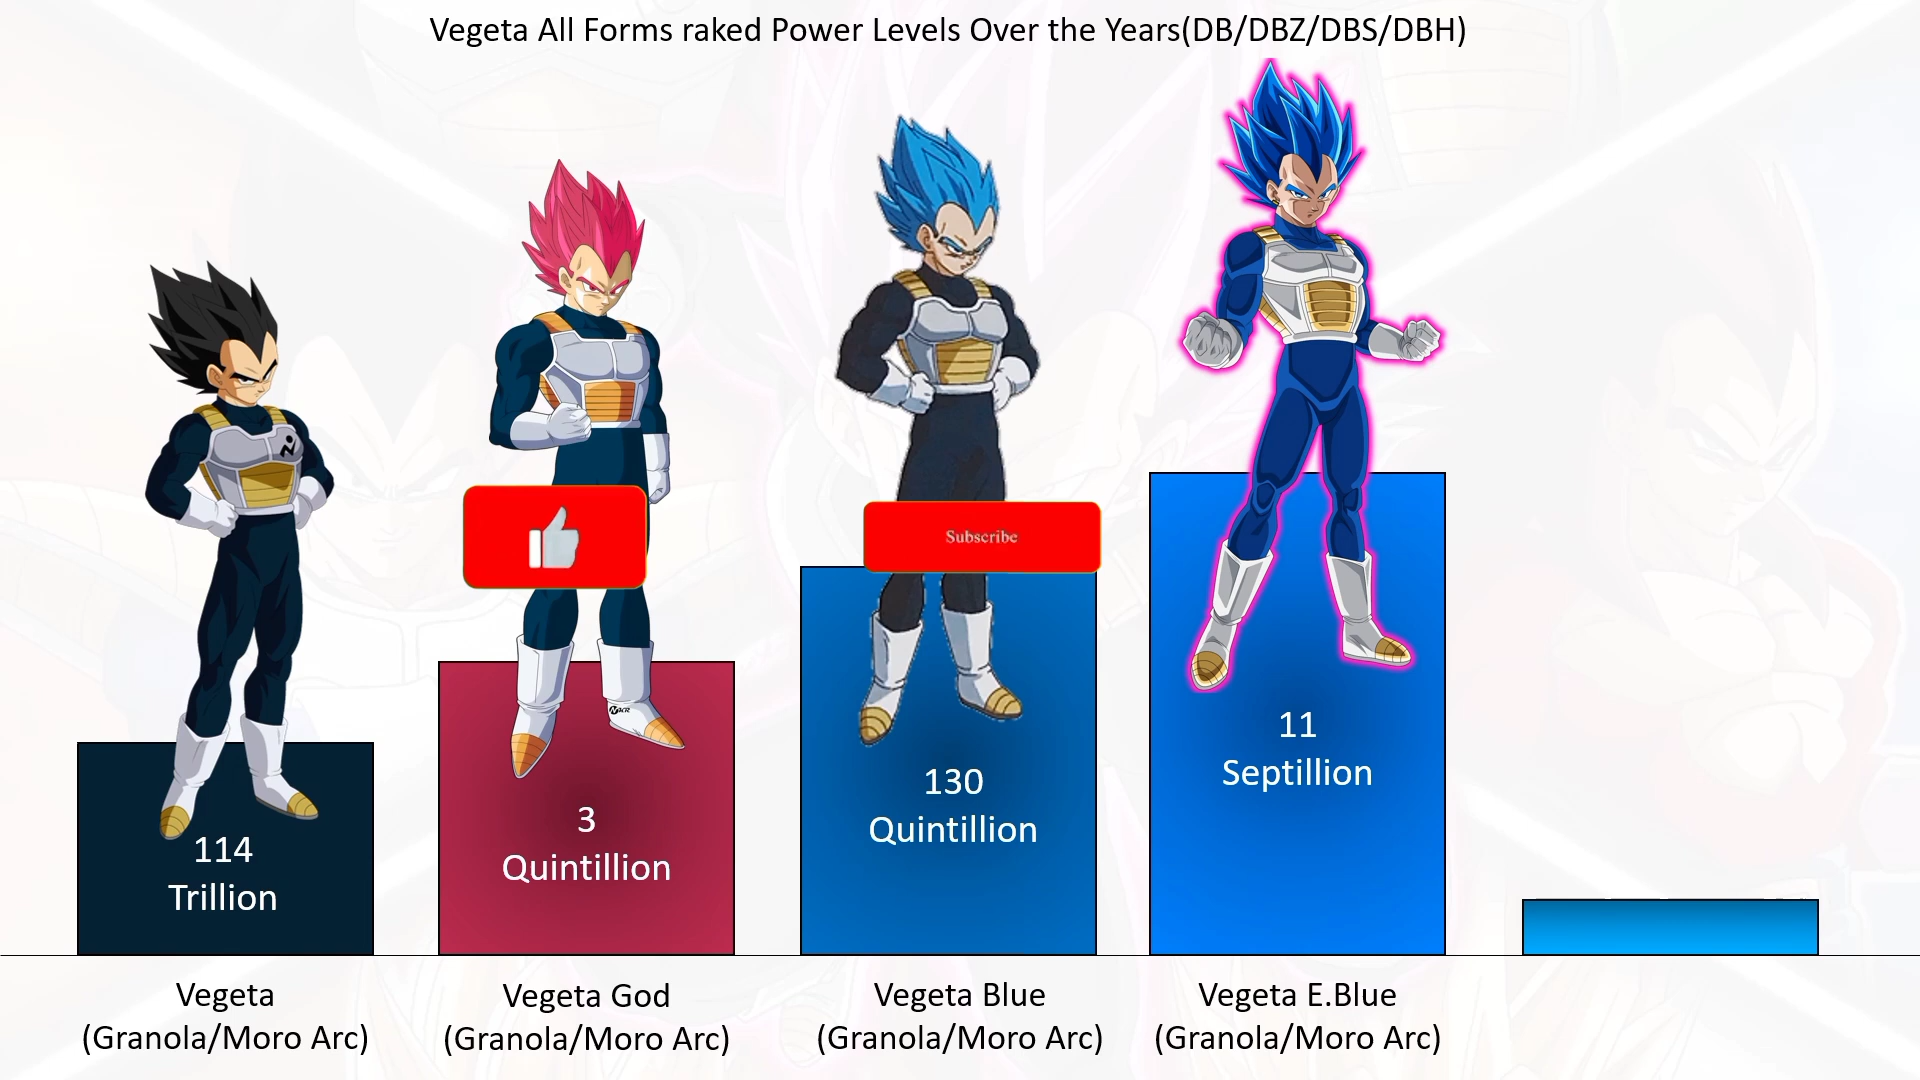 Vegeta All Forms raked Power Levels Over the Years(DB/DBZ/DBS/DBH)
Subscribe
114
Trillion
3
Quintillion
130
Quintillion
11
Septillion
Vegeta
(Granola/Moro Arc)
Vegeta God
(Granola/Moro Arc)
Vegeta Blue
(Granola/Moro Arc)
Vegeta E.Blue
(Granola/Moro Arc)